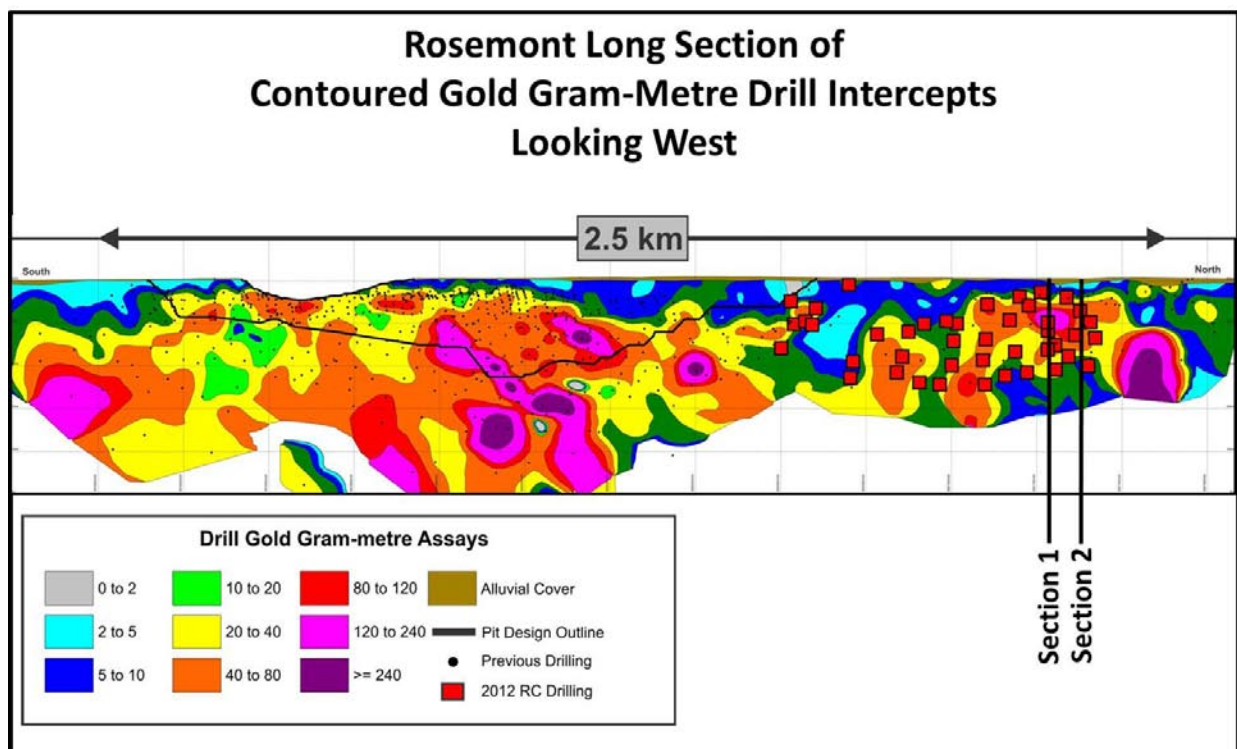 Rosemont Long Section of
Contoured Gold Gram-Metre Drill Intercepts
Looking West
2.5 km
South
North
Section 1
Section 2
Drill Gold Gram-metre Assays
0 to 2
10 to 20
80 to 120
Alluvial Cover
2 to 5
20 to 40
120 to 240
Pit Design Outline
Previous Drilling
5 to 10
40 to 80
>= 240
2012 RC Drilling